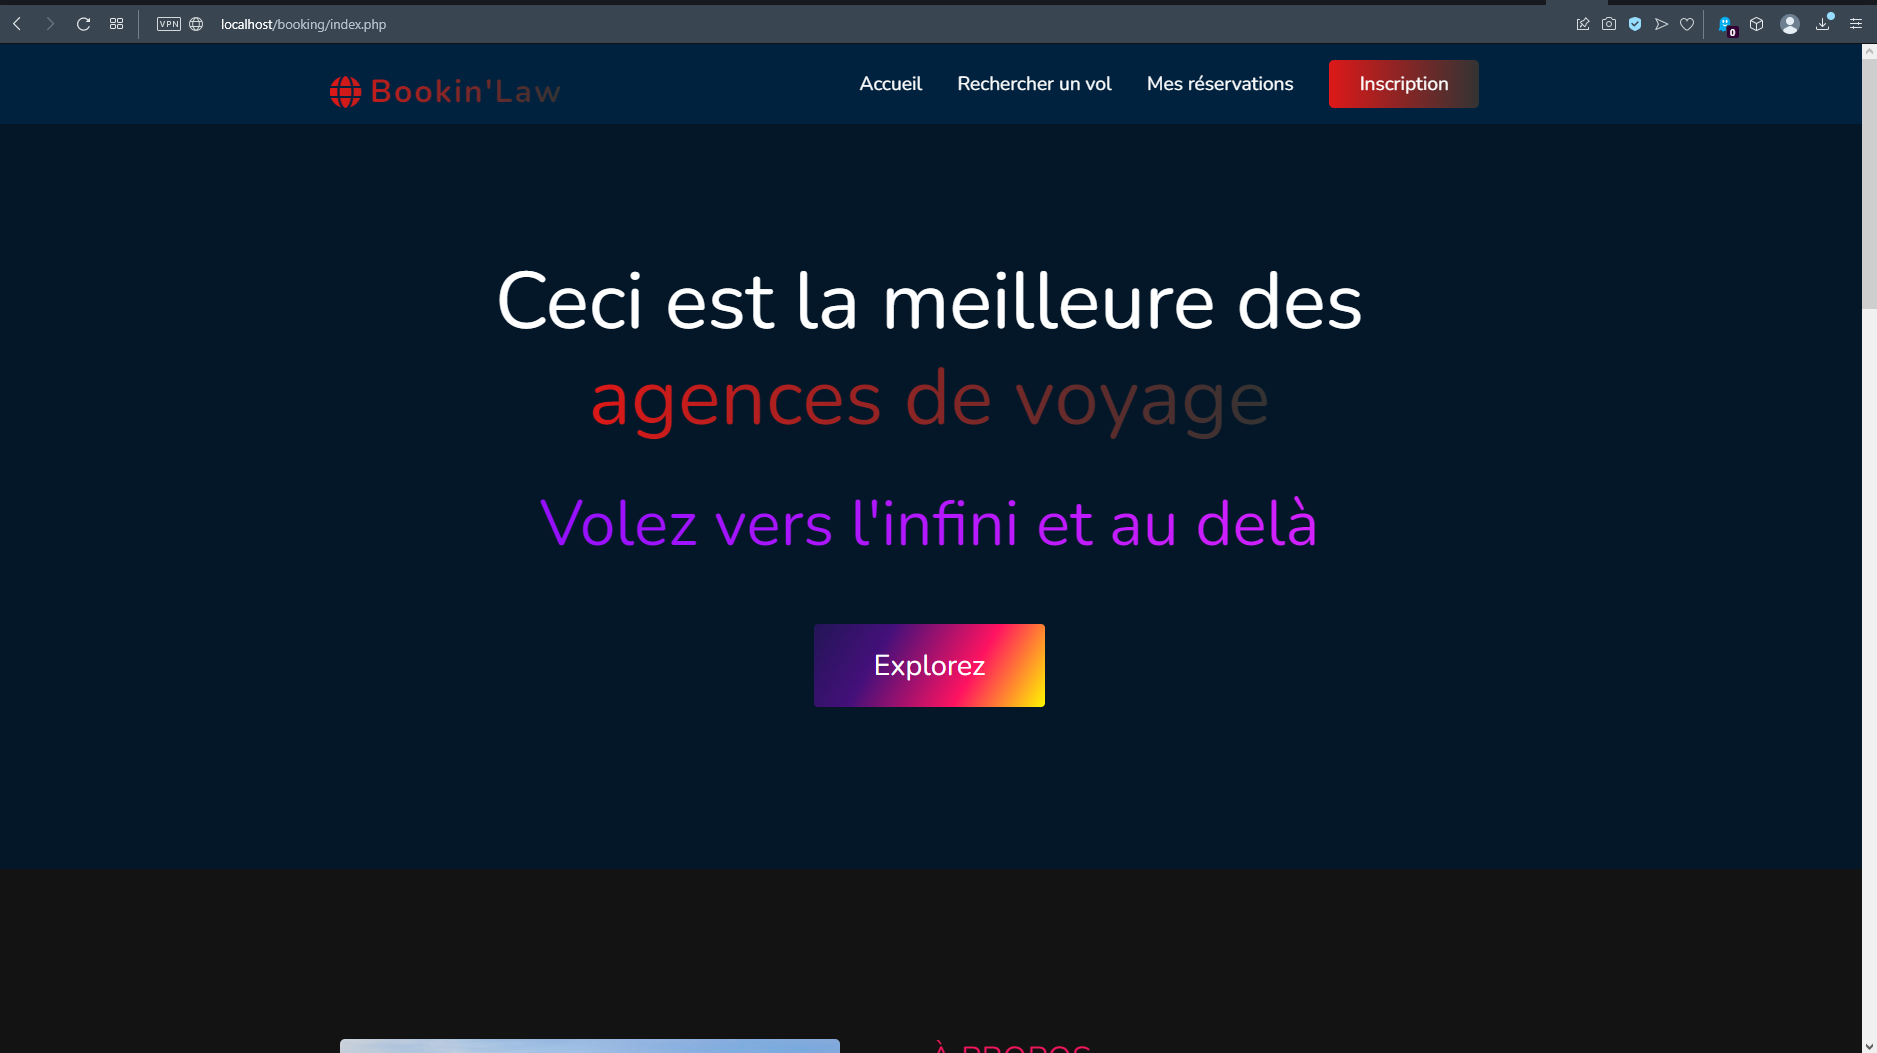 VPN
localhost/booking/index.php
0
Bookin'Law
Accueil
Rechercher un vol
Mes réservations
Inscription
Ceci est la meilleure des
agences de voyage
Volez vers l'infini et au delà
Explorez
À PROPOS